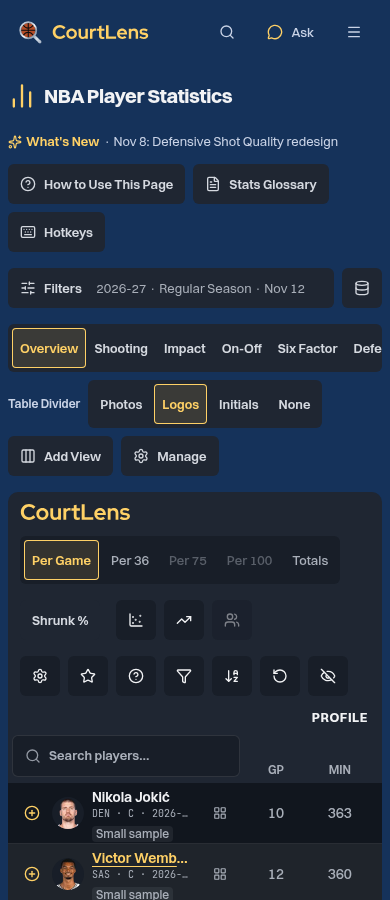 CourtLens
Ask
NBA Player Statistics
What's New · Nov 8: Defensive Shot Quality redesign
How to Use This Page
Stats Glossary
Hotkeys
Filters 2026-27 · Regular Season · Nov 12
Overview Shooting Impact On-Off Six Factor Defe
Table Divider Photos Logos Initials None
Add View Manage
CourtLens
Per Game Per 36 Per 75 Per 100 Totals
Shrunk %
PROFILE
Search players... GP MIN
Nikola Jokić
DEN · C · 2026-… 10 363
Small sample
Victor Wemb...
SAS · C · 2026-… 12 360
Small sample